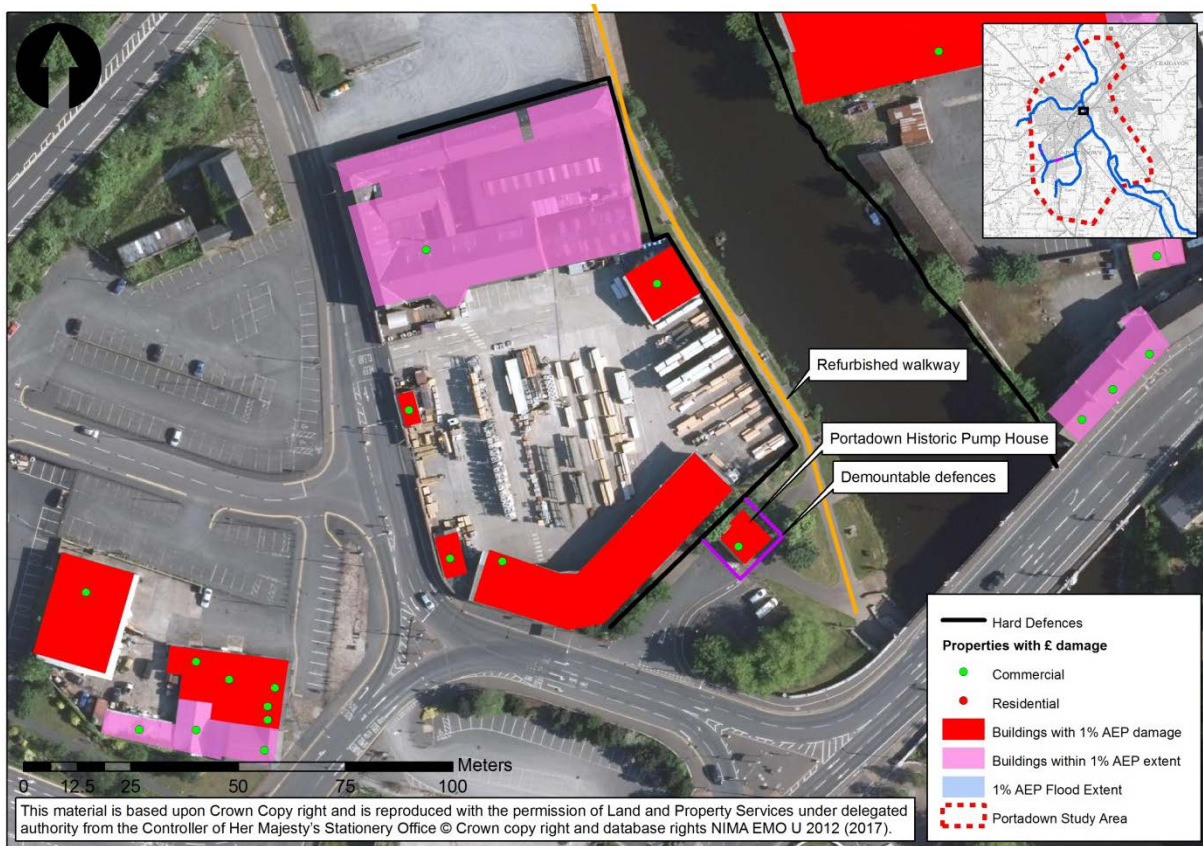 Refurbished walkway
Portadown Historic Pump House
Demountable defences
Hard Defences
Properties with £ damage
Commercial
Residential
Buildings with 1% AEP damage
Buildings within 1% AEP extent
1% AEP Flood Extent
Portadown Study Area
Meters
0 12.5 25 50 75 100
This material is based upon Crown Copy right and is reproduced with the permission of Land and Property Services under delegated
authority from the Controller of Her Majesty's Stationery Office © Crown copy right and database rights NIMA EMO U 2012 (2017).